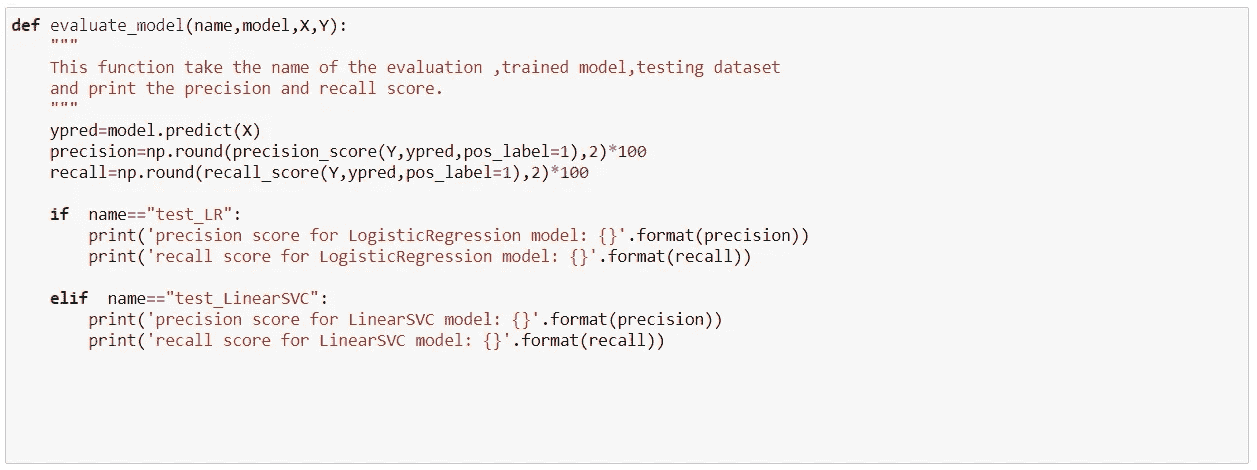 def evaluate_model(name,model,X,Y):
    """
    This function take the name of the evaluation ,trained model,testing dataset
    and print the precision and recall score.
    """
    ypred=model.predict(X)
    precision=np.round(precision_score(Y,ypred,pos_label=1),2)*100
    recall=np.round(recall_score(Y,ypred,pos_label=1),2)*100
    if  name=="test_LR":
        print('precision score for LogisticRegression model: {}'.format(precision))
        print('recall score for LogisticRegression model: {}'.format(recall))
    elif  name=="test_LinearSVC":
        print('precision score for LinearSVC model: {}'.format(precision))
        print('recall score for LinearSVC model: {}'.format(recall))